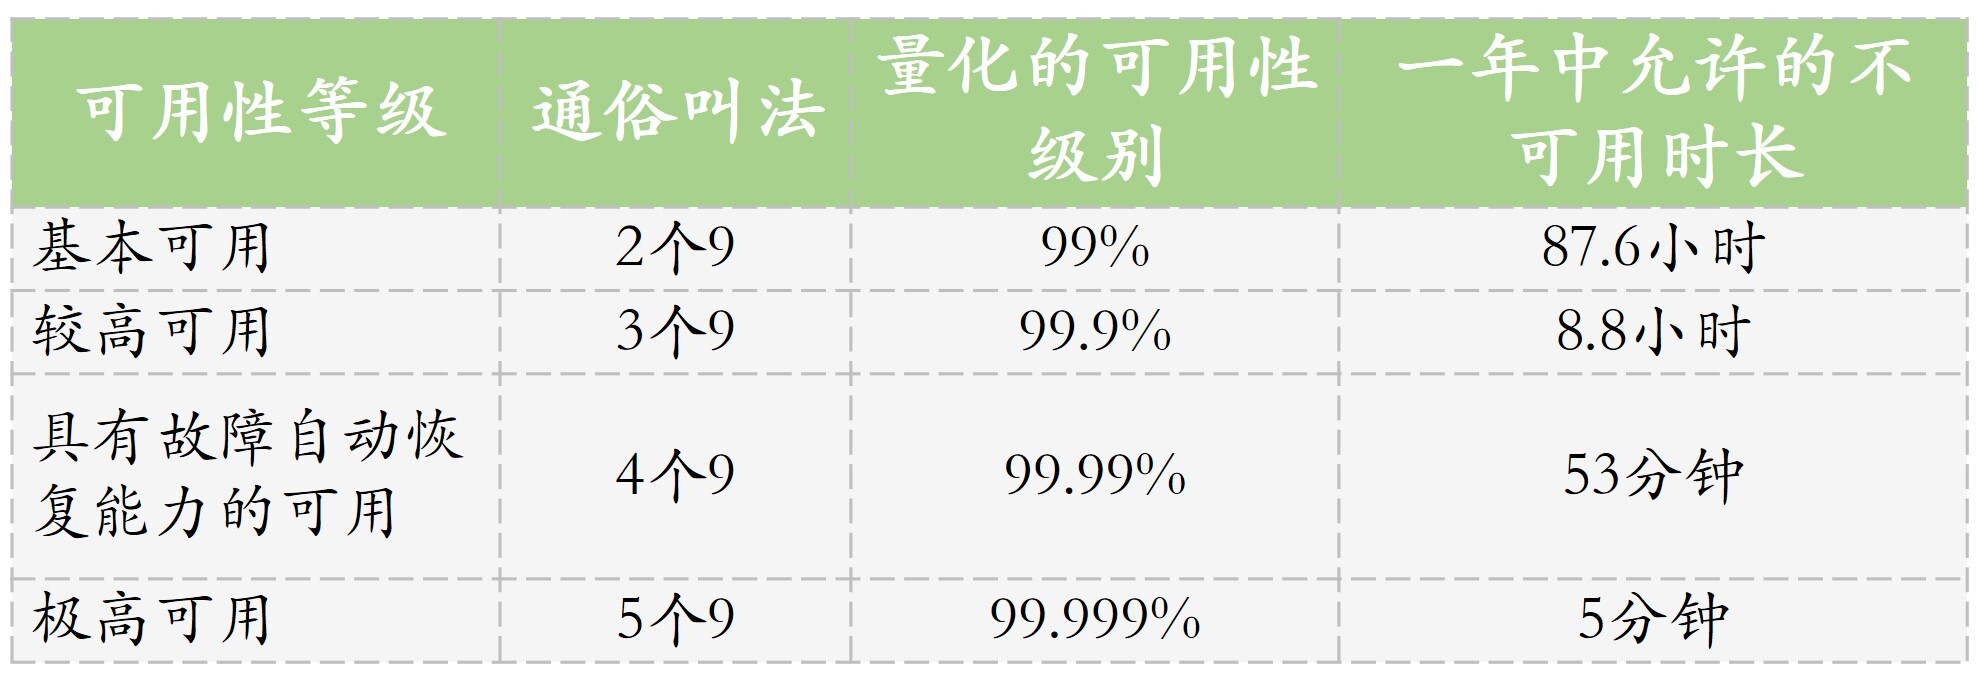 可用性等级 通俗叫法 量化的可用性级别 一年中允许的不可用时长
基本可用 2个9 99% 87.6小时
较高可用 3个9 99.9% 8.8小时
具有故障自动恢
复能力的可用 4个9 99.99% 53分钟
极高可用 5个9 99.999% 5分钟